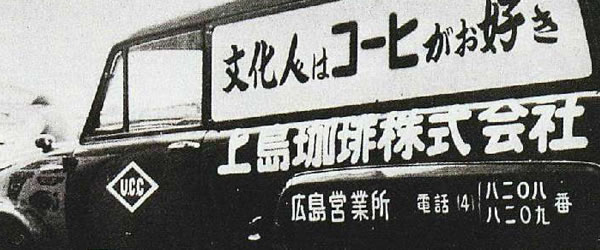 文化人はコーヒがお好き
上島珈琲株式会社
U.C.C
広島営業所 電話(4)八二〇八 八二〇九番